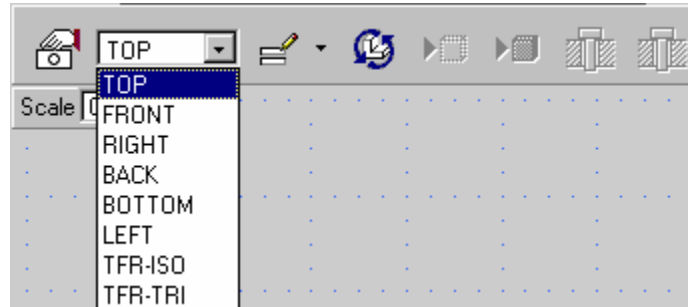 TOP
TOP
Scale
FRONT
RIGHT
BACK
BOTTOM
LEFT
TFR-ISO
TFR-TRI